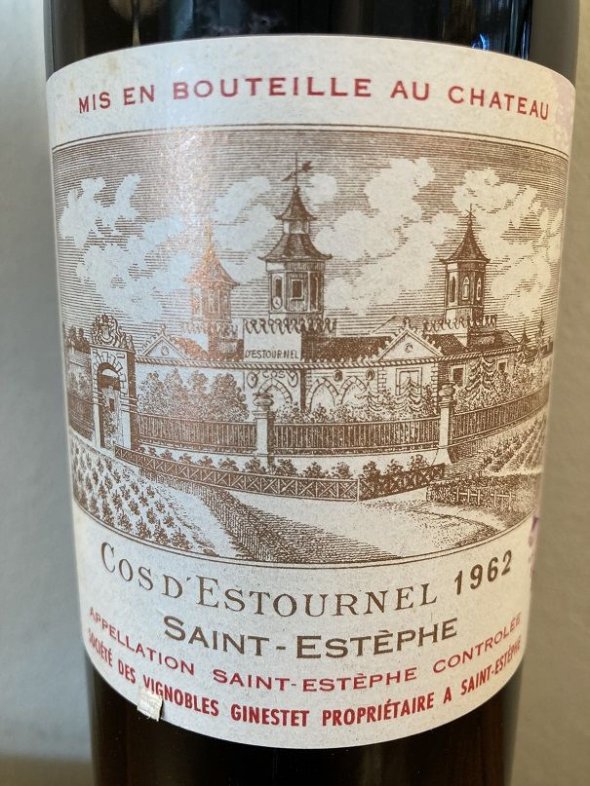 MIS EN BOUTEILLE AU CHATEAU
D'ESTOURNEL
COS D'ESTOURNEL 1962
SAINT-ESTÈPHE
APPELLATION SAINT-ESTÈPHE CONTROLÉE
SOCIÉTÉ DES VIGNOBLES GINESTET PROPRIÉTAIRE A SAINT-ESTÈPHE